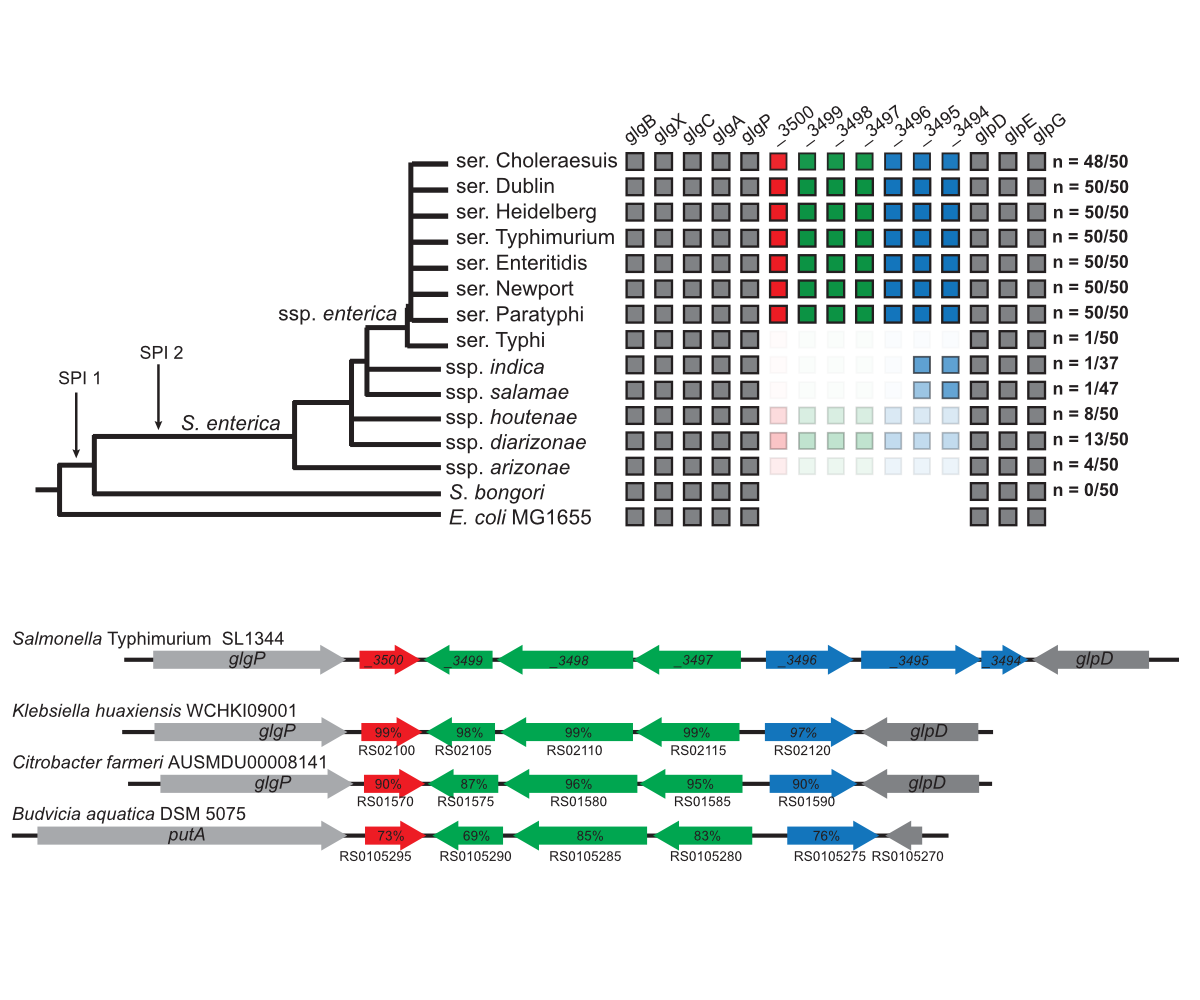 glgB glgX glgC glgA glgP _3500 _3499 _3498 _3497 _3496 _3495 _3494 glpD glpE glpG
ser. Choleraesuis n = 48/50
ser. Dublin n = 50/50
ser. Heidelberg n = 50/50
ser. Typhimurium n = 50/50
ser. Enteritidis n = 50/50
ser. Newport n = 50/50
ssp. enterica
ser. Paratyphi n = 50/50
ser. Typhi n = 1/50
SPI 2
ssp. indica n = 1/37
SPI 1
ssp. salamae n = 1/47
S. enterica
ssp. houtenae n = 8/50
ssp. diarizonae n = 13/50
ssp. arizonae n = 4/50
S. bongori n = 0/50
E. coli MG1655
Salmonella Typhimurium SL1344
glgP _3500 _3499 _3498 _3497 _3496 _3495 _3494 glpD
Klebsiella huaxiensis WCHKI09001
glgP 99% 98% 99% 99% 97% glpD
RS02100 RS02105 RS02110 RS02115 RS02120
Citrobacter farmeri AUSMDU00008141
glgP 90% 87% 96% 95% 90% glpD
RS01570 RS01575 RS01580 RS01585 RS01590
Budvicia aquatica DSM 5075
putA 73% 69% 85% 83% 76%
RS0105295 RS0105290 RS0105285 RS0105280 RS0105275 RS0105270